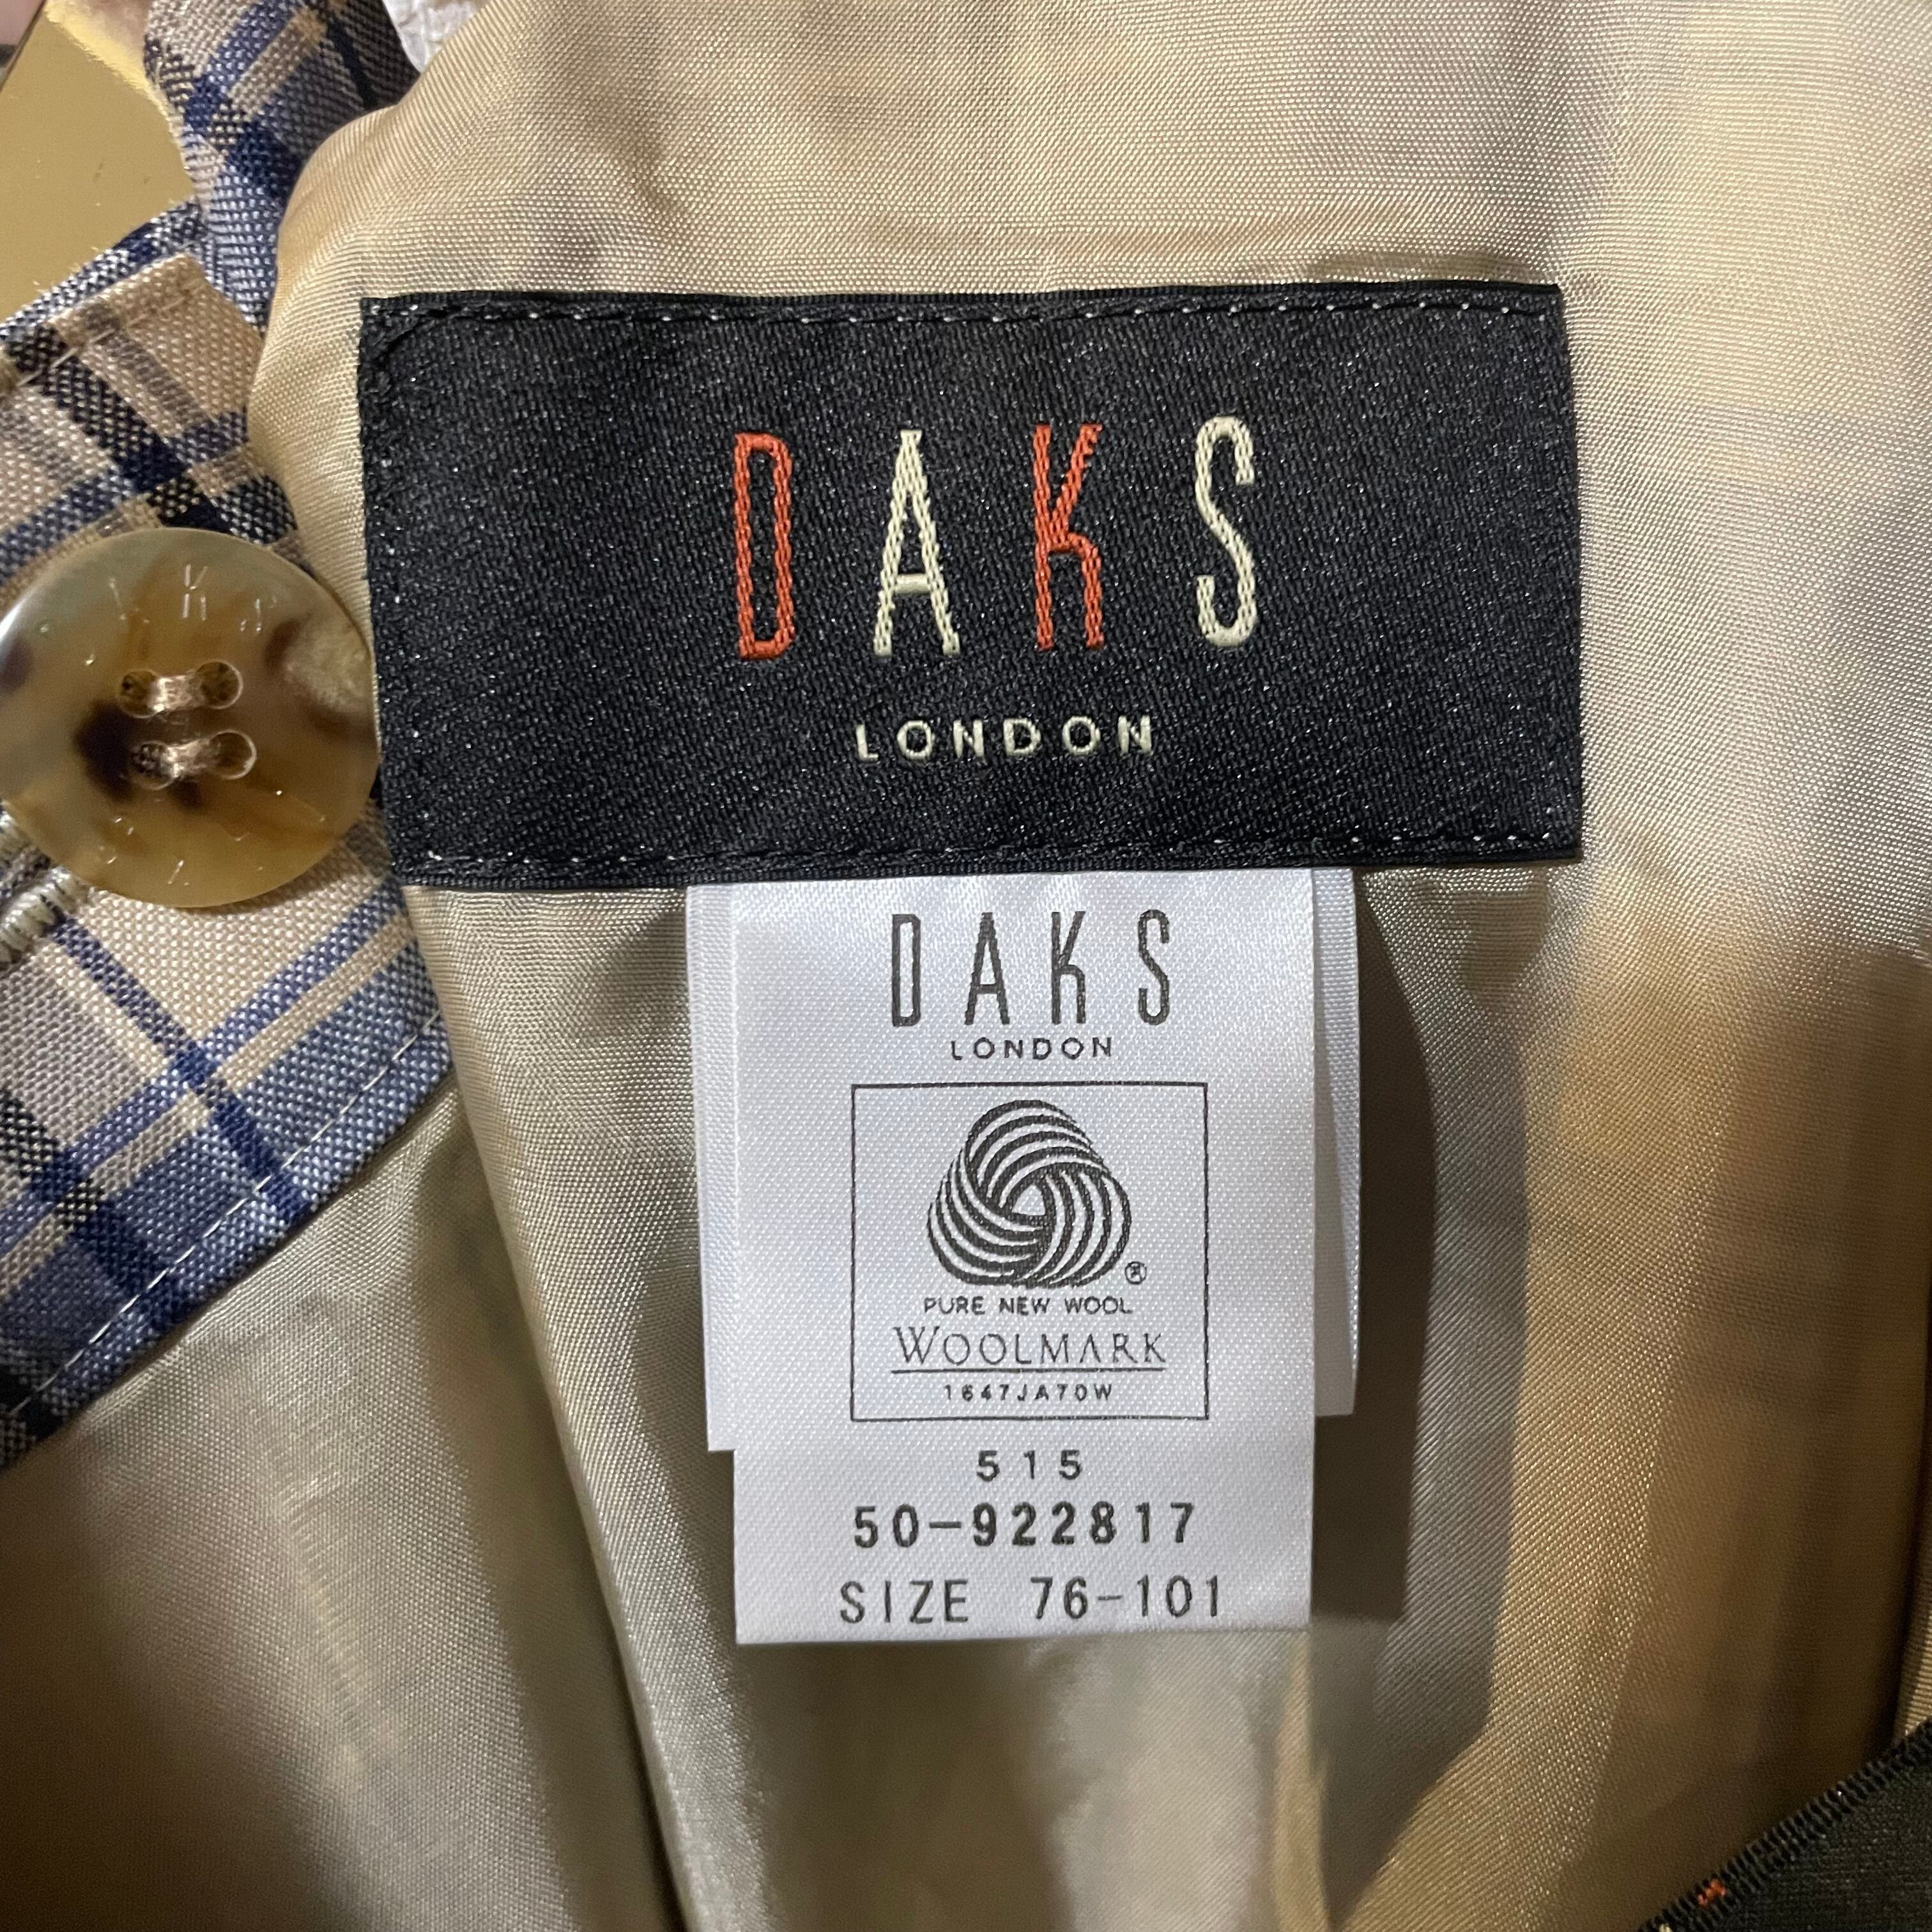 DAKS
LONDON
DAKS
LONDON
®
PURE NEW WOOL
WOOLMARK
1647JA70W
515
50-922817
SIZE 76-101